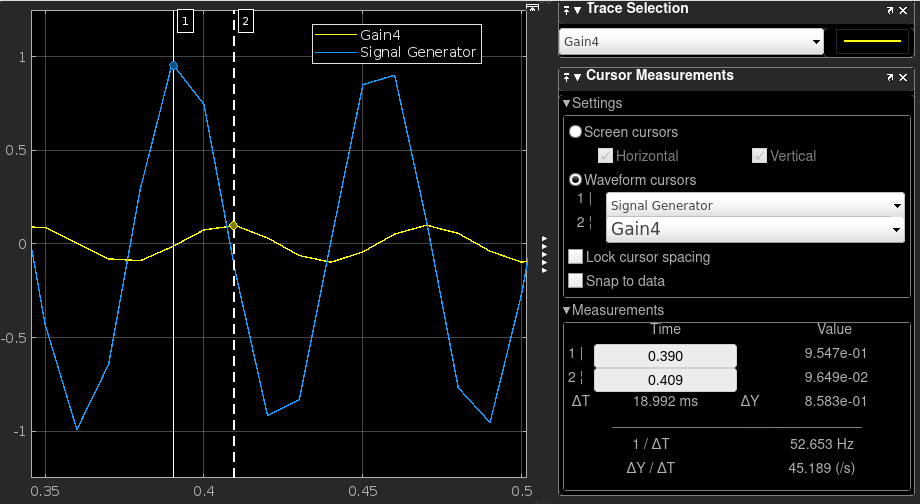 1
2
Gain4
Signal Generator
1
0.5
0
-0.5
-1
0.35
0.4
0.45
0.5
Trace Selection
Gain4
Cursor Measurements
Settings
Screen cursors
Horizontal
Vertical
Waveform cursors
1 | Signal Generator
2 ¦ Gain4
Lock cursor spacing
Snap to data
Measurements
Time Value
1 | 0.390 9.547e-01
2 ¦ 0.409 9.649e-02
ΔT 18.992 ms ΔY 8.583e-01
1 / ΔT 52.653 Hz
ΔY / ΔT 45.189 (/s)